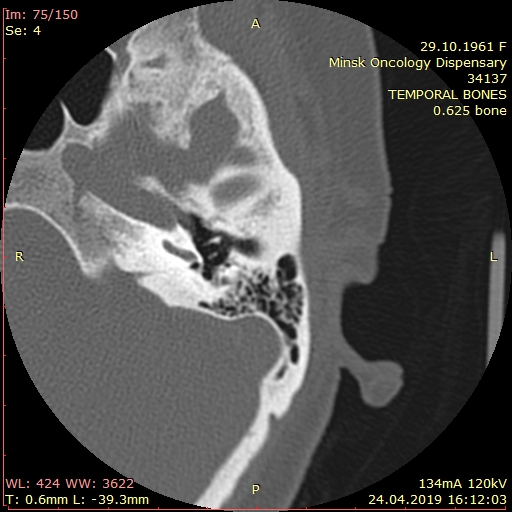 Im: 75/150
Se: 4
A
29.10.1961 F
Minsk Oncology Dispensary
34137
TEMPORAL BONES
0.625 bone
R
L
WL: 424 WW: 3622
T: 0.6mm L: -39.3mm
P
134mA 120kV
24.04.2019 16:12:03